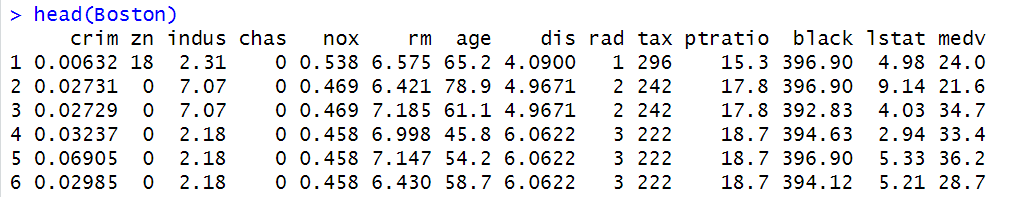 > head(Boston)
     crim zn indus chas   nox    rm  age    dis rad tax ptratio  black lstat medv
1 0.00632 18  2.31    0 0.538 6.575 65.2 4.0900   1 296    15.3 396.90  4.98 24.0
2 0.02731  0  7.07    0 0.469 6.421 78.9 4.9671   2 242    17.8 396.90  9.14 21.6
3 0.02729  0  7.07    0 0.469 7.185 61.1 4.9671   2 242    17.8 392.83  4.03 34.7
4 0.03237  0  2.18    0 0.458 6.998 45.8 6.0622   3 222    18.7 394.63  2.94 33.4
5 0.06905  0  2.18    0 0.458 7.147 54.2 6.0622   3 222    18.7 396.90  5.33 36.2
6 0.02985  0  2.18    0 0.458 6.430 58.7 6.0622   3 222    18.7 394.12  5.21 28.7